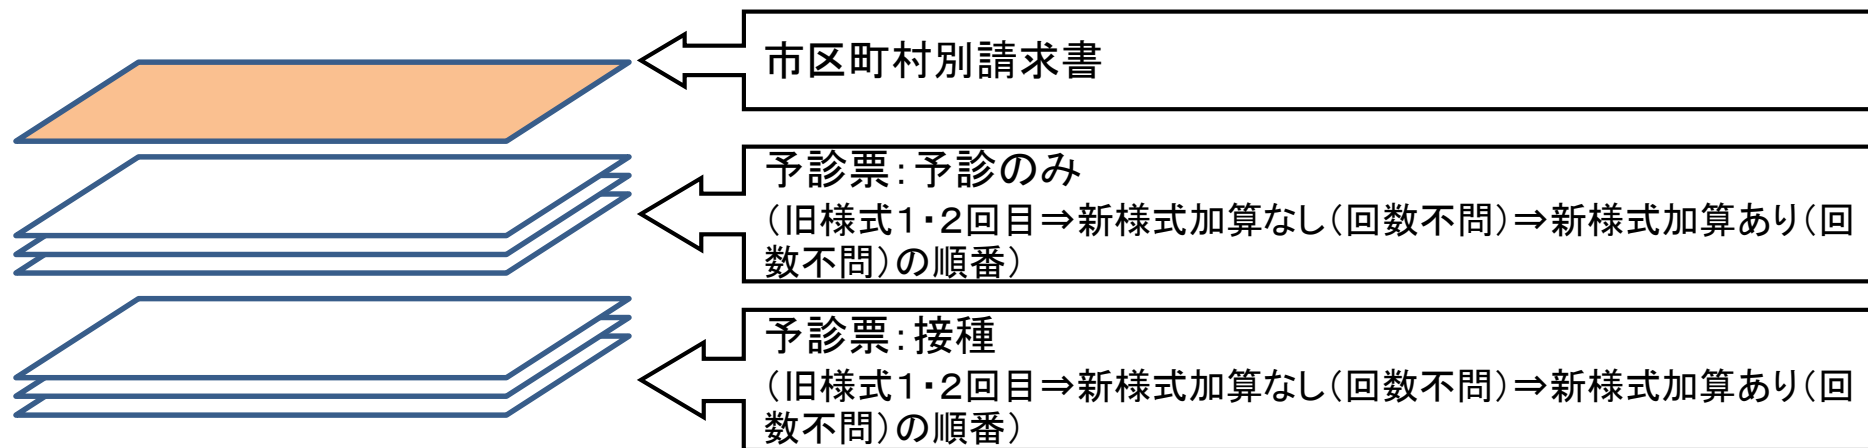 市区町村別請求書
予診票:予診のみ
(旧様式1・2回目⇒新様式加算なし(回数不問)⇒新様式加算あり(回
数不問)の順番)
予診票:接種
(旧様式1・2回目⇒新様式加算なし(回数不問)⇒新様式加算あり(回
数不問)の順番)